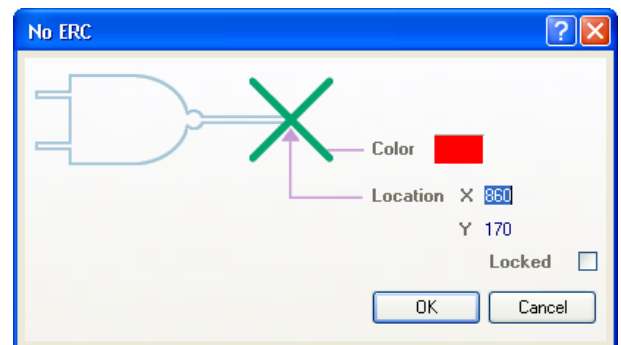 No ERC
Color
Location X 860
Y 170
Locked
OK Cancel